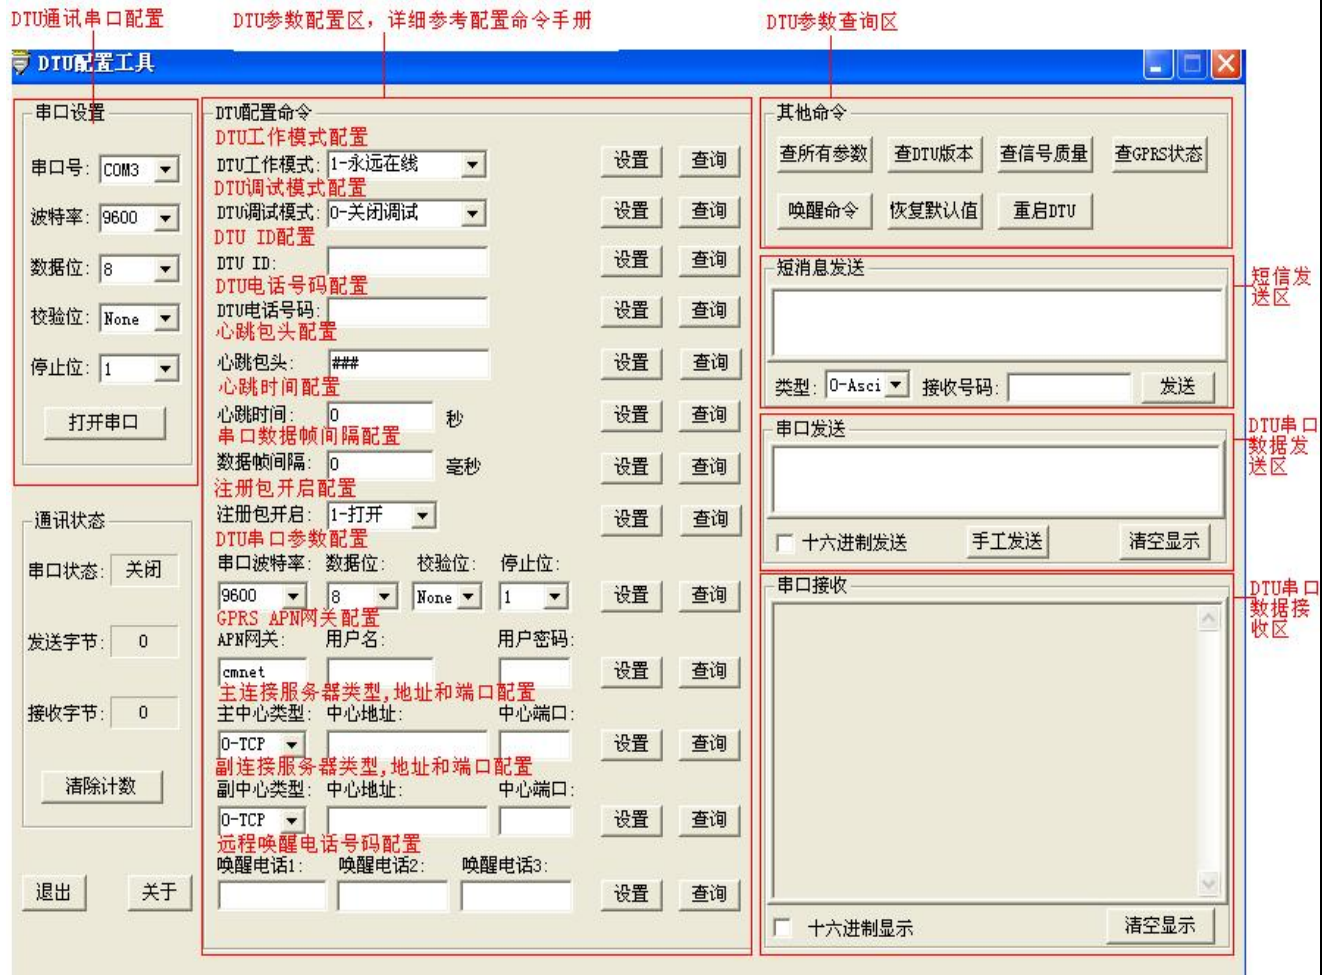 DTU通讯串口配置
DTU参数配置区，详细参考配置命令手册
DTU参数查询区
DTU配置工具
串口设置
串口号: COM3
波特率: 9600
数据位: 8
校验位: None
停止位: 1
打开串口
通讯状态
串口状态: 关闭
发送字节: 0
接收字节: 0
清除计数
退出 关于
DTU配置命令
DTU工作模式配置
DTU工作模式: 1-永远在线 设置 查询
DTU调试模式配置
DTU调试模式: 0-关闭调试 设置 查询
DTU ID配置
DTU ID: 设置 查询
DTU电话号码配置
DTU电话号码: 设置 查询
心跳包头配置
心跳包头: ### 设置 查询
心跳时间配置
心跳时间: 0 秒 设置 查询
串口数据帧间隔配置
数据帧间隔: 0 毫秒 设置 查询
注册包开启配置
注册包开启: 1-打开 设置 查询
DTU串口参数配置
串口波特率: 数据位: 校验位: 停止位:
9600 8 None 1 设置 查询
GPRS APN网关配置
APN网关: 用户名: 用户密码:
cmnet 设置 查询
主连接服务器类型,地址和端口配置
主中心类型: 中心地址: 中心端口:
0-TCP 设置 查询
副连接服务器类型,地址和端口配置
副中心类型: 中心地址: 中心端口:
0-TCP 设置 查询
远程唤醒电话号码配置
唤醒电话1: 唤醒电话2: 唤醒电话3:
设置 查询
其他命令
查所有参数 查DTU版本 查信号质量 查GPRS状态
唤醒命令 恢复默认值 重启DTU
短消息发送
类型: 0-Asci 接收号码: 发送
短信发
送区
串口发送
十六进制发送 手工发送 清空显示
DTU串口
数据发
送区
串口接收
十六进制显示 清空显示
DTU串口
数据接
收区